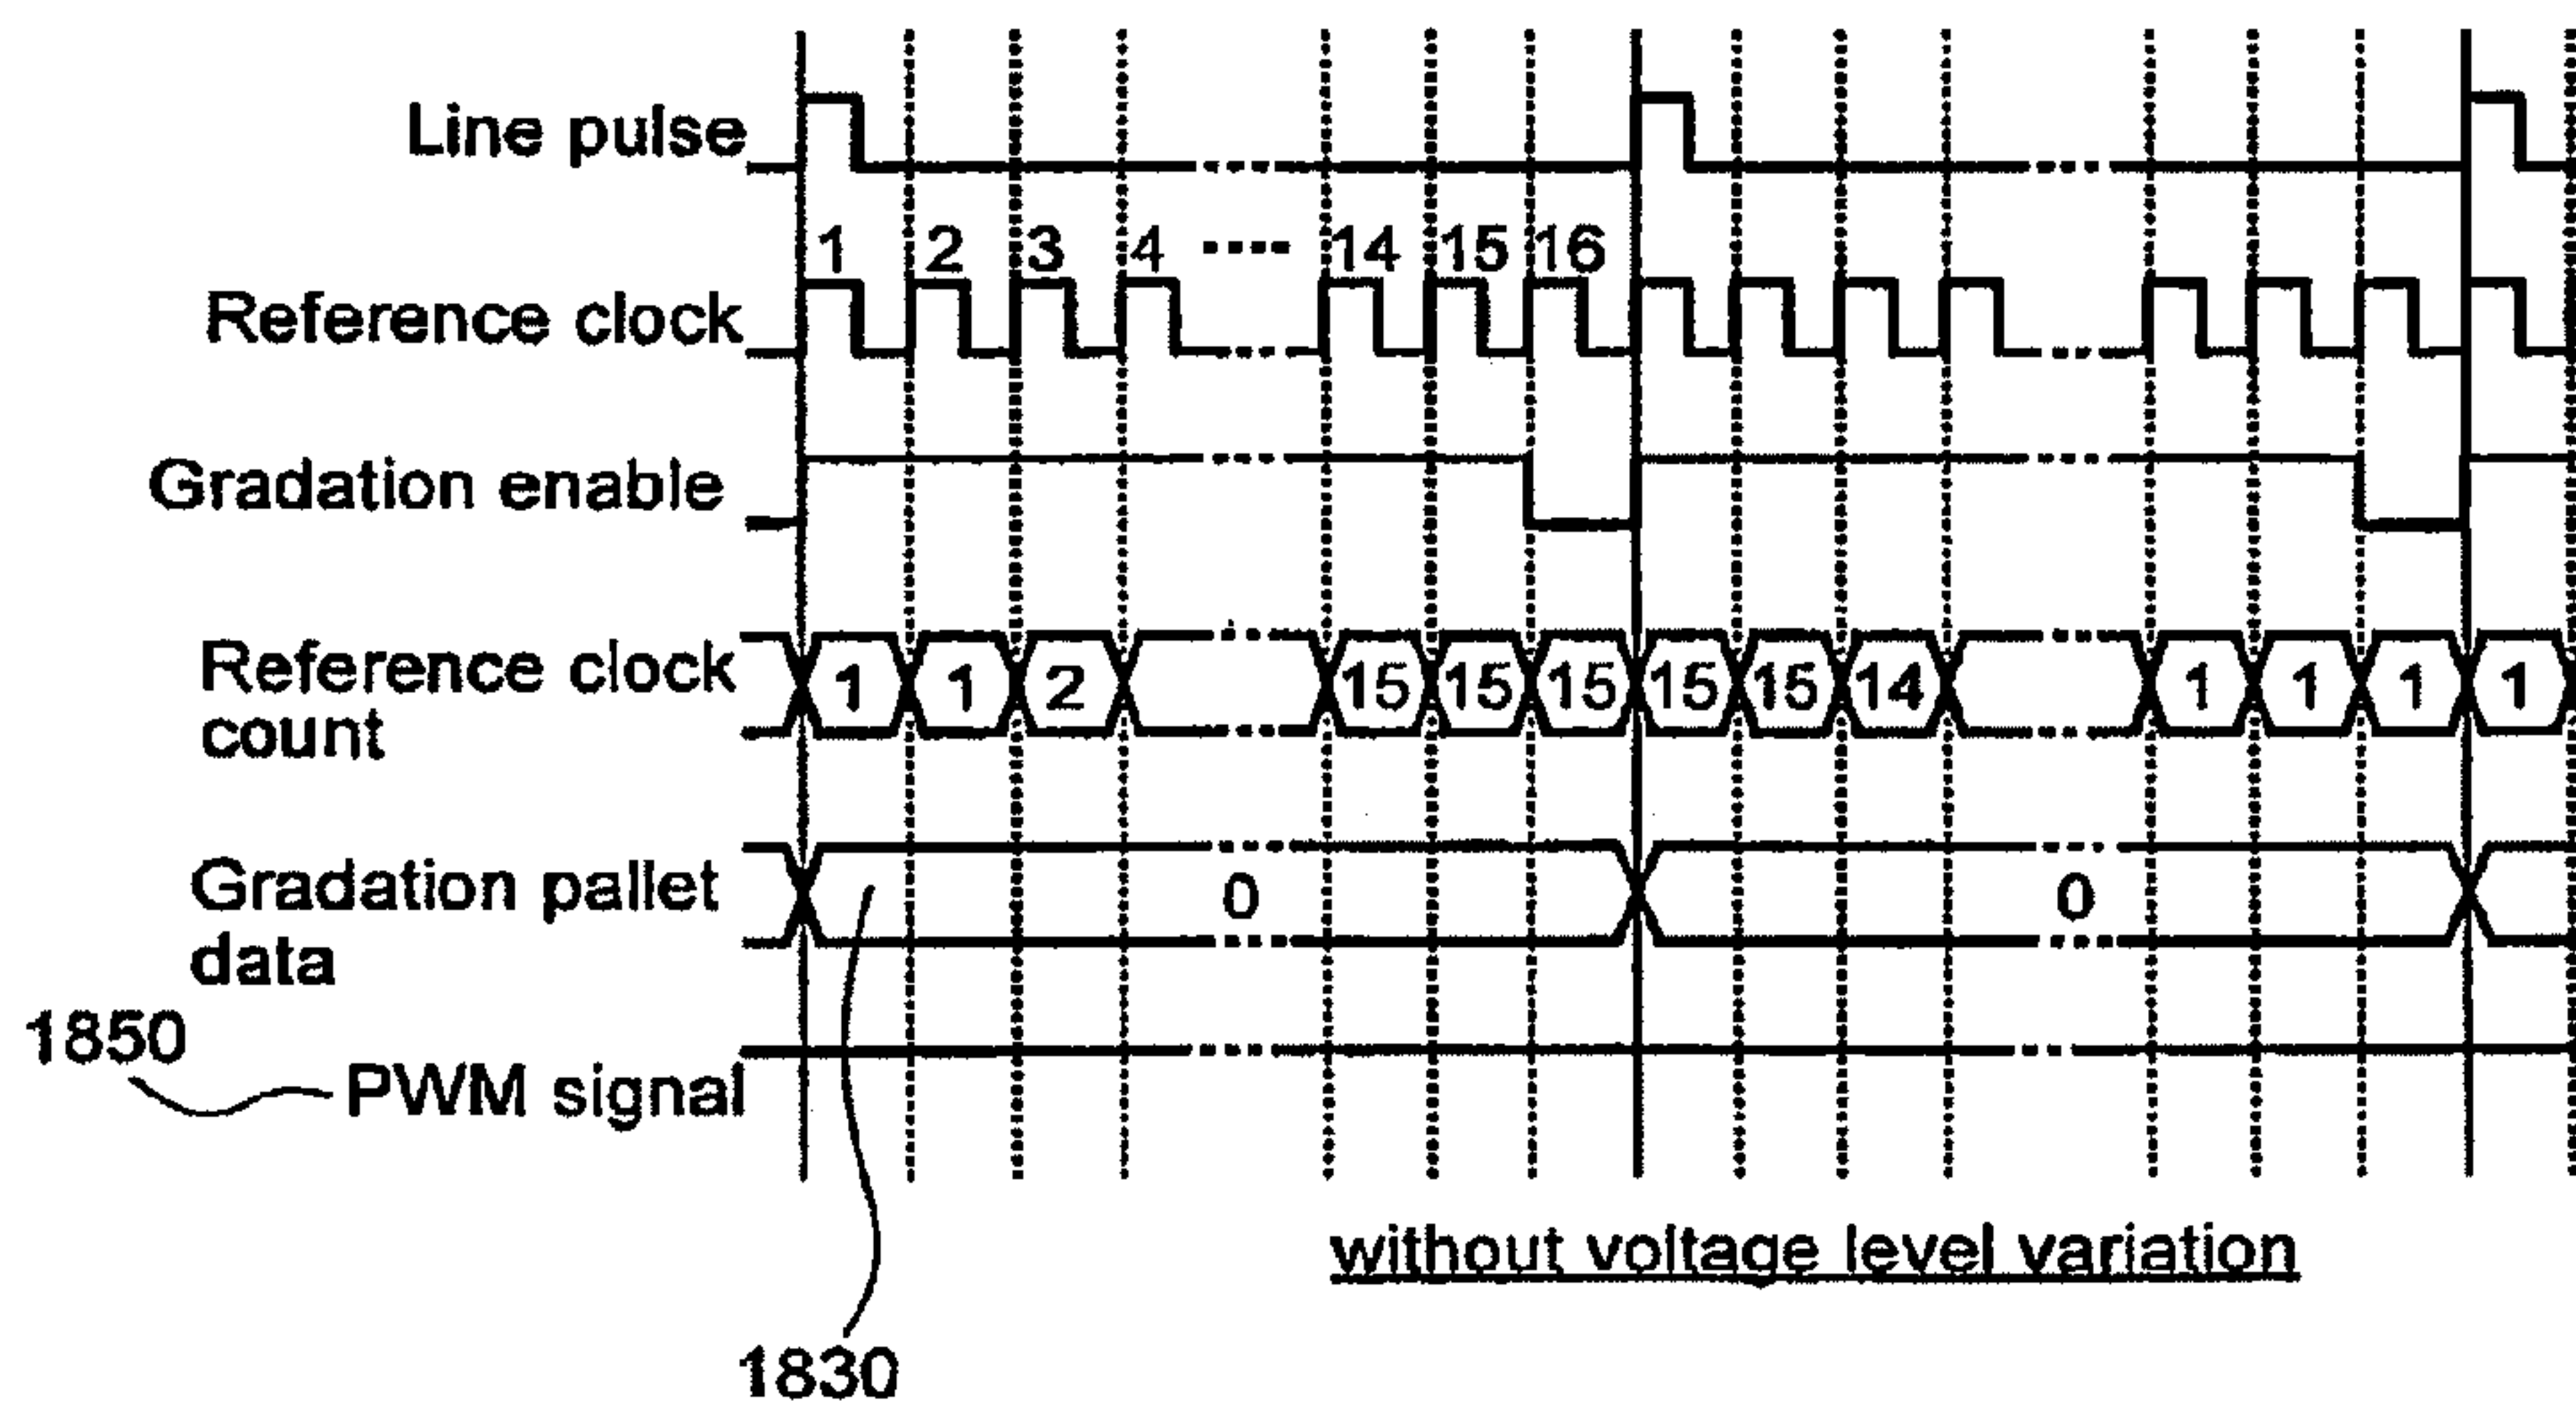 Line pulse
1 2 3 4 14 15 16
Reference clock
Gradation enable
Reference clock
count
1 1 2 15 15 15 15 15 14 1 1 1 1
Gradation pallet
data
0 0
1850
PWM signal
without voltage level variation
1830